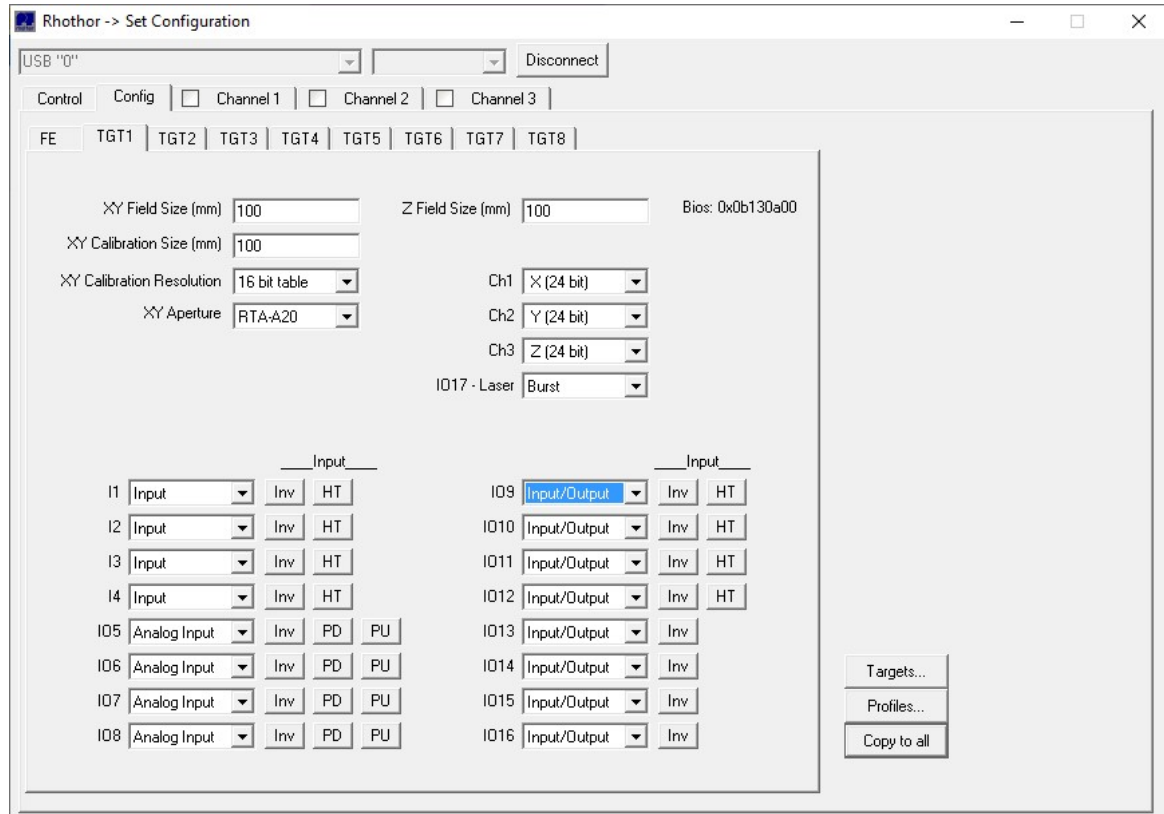 Rhothor -> Set Configuration
USB "0" Disconnect
Control Config Channel 1 Channel 2 Channel 3
FE TGT1 TGT2 TGT3 TGT4 TGT5 TGT6 TGT7 TGT8
XY Field Size (mm) 100 Z Field Size (mm) 100 Bios: 0x0b130a00
XY Calibration Size (mm) 100
XY Calibration Resolution 16 bit table Ch1 X (24 bit)
XY Aperture RTA-A20 Ch2 Y (24 bit)
Ch3 Z (24 bit)
IO17 - Laser Burst
____Input____ ____Input____
I1 Input Inv HT IO9 Input/Output Inv HT
I2 Input Inv HT IO10 Input/Output Inv HT
I3 Input Inv HT IO11 Input/Output Inv HT
I4 Input Inv HT IO12 Input/Output Inv HT
IO5 Analog Input Inv PD PU IO13 Input/Output Inv
IO6 Analog Input Inv PD PU IO14 Input/Output Inv Targets...
IO7 Analog Input Inv PD PU IO15 Input/Output Inv Profiles...
IO8 Analog Input Inv PD PU IO16 Input/Output Inv Copy to all